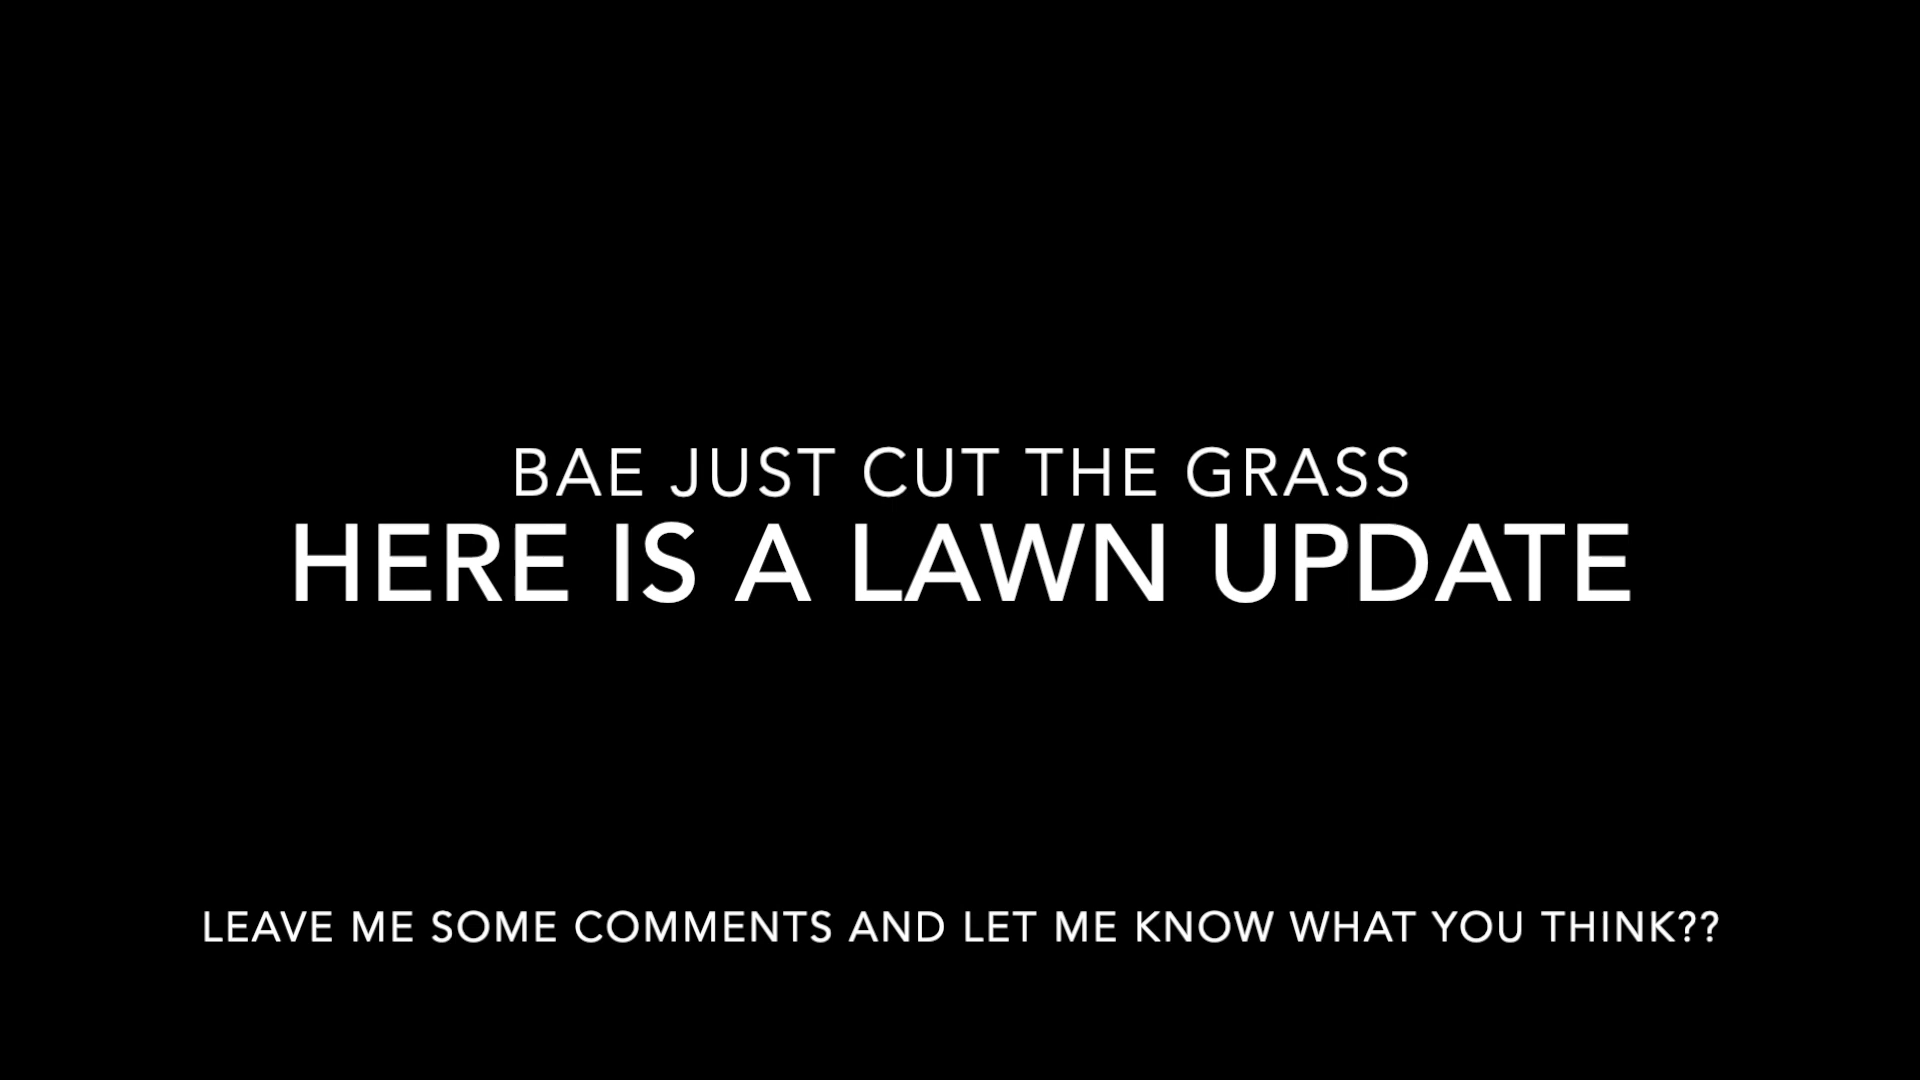 BAE JUST CUT THE GRASS
HERE IS A LAWN UPDATE
LEAVE ME SOME COMMENTS AND LET ME KNOW WHAT YOU THINK??